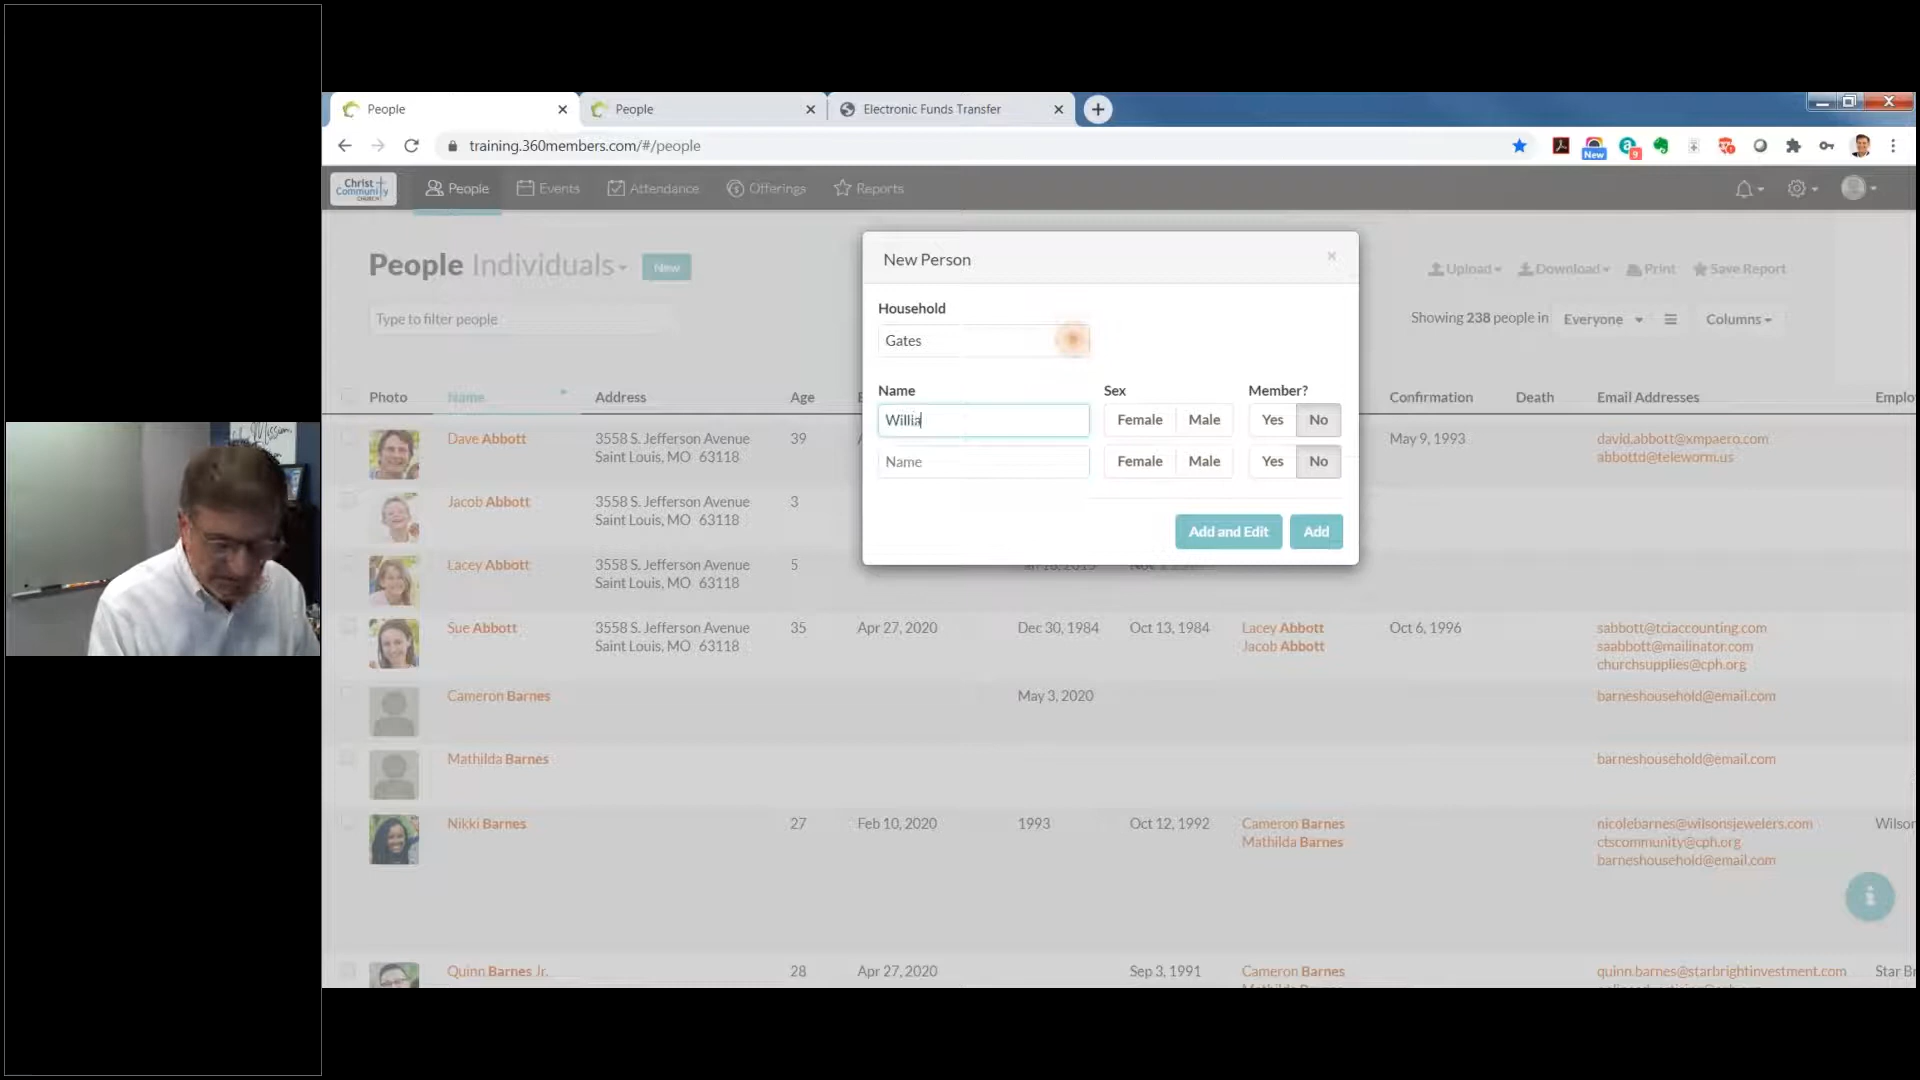 People
People
Electronic Funds Transfer
training.360members.com/#/people
New
9
Christ
Community
CHURCH
People
Events
Attendance
Offerings
Reports
People Individuals
New
Upload
Download
Print
Save Report
Type to filter people
Showing 238 people in Everyone
Columns
New Person
Household
Gates
Name
Sex
Member?
Willia
Female
Male
Yes
No
Name
Female
Male
Yes
No
Add and Edit
Add
Photo
Name
Address
Age
Confirmation
Death
Email Addresses
Emplo
Dave Abbott
3558 S. Jefferson Avenue
Saint Louis, MO 63118
39
May 9, 1993
david.abbott@xmpaero.com
abbottd@teleworm.us
Jacob Abbott
3558 S. Jefferson Avenue
Saint Louis, MO 63118
3
Lacey Abbott
3558 S. Jefferson Avenue
Saint Louis, MO 63118
5
Sue Abbott
3558 S. Jefferson Avenue
Saint Louis, MO 63118
35
Apr 27, 2020
Dec 30, 1984
Oct 13, 1984
Lacey Abbott
Jacob Abbott
Oct 6, 1996
sabbott@tciaccounting.com
saabbott@mailinator.com
churchsupplies@cph.org
Cameron Barnes
May 3, 2020
barneshousehold@email.com
Mathilda Barnes
barneshousehold@email.com
Nikki Barnes
27
Feb 10, 2020
1993
Oct 12, 1992
Cameron Barnes
Mathilda Barnes
nicolebarnes@wilsonsjewelers.com
ctscommunity@cph.org
barneshousehold@email.com
Wilson
Quinn Barnes Jr.
28
Apr 27, 2020
Sep 3, 1991
Cameron Barnes
quinn.barnes@starbrightinvestment.com
Star Br